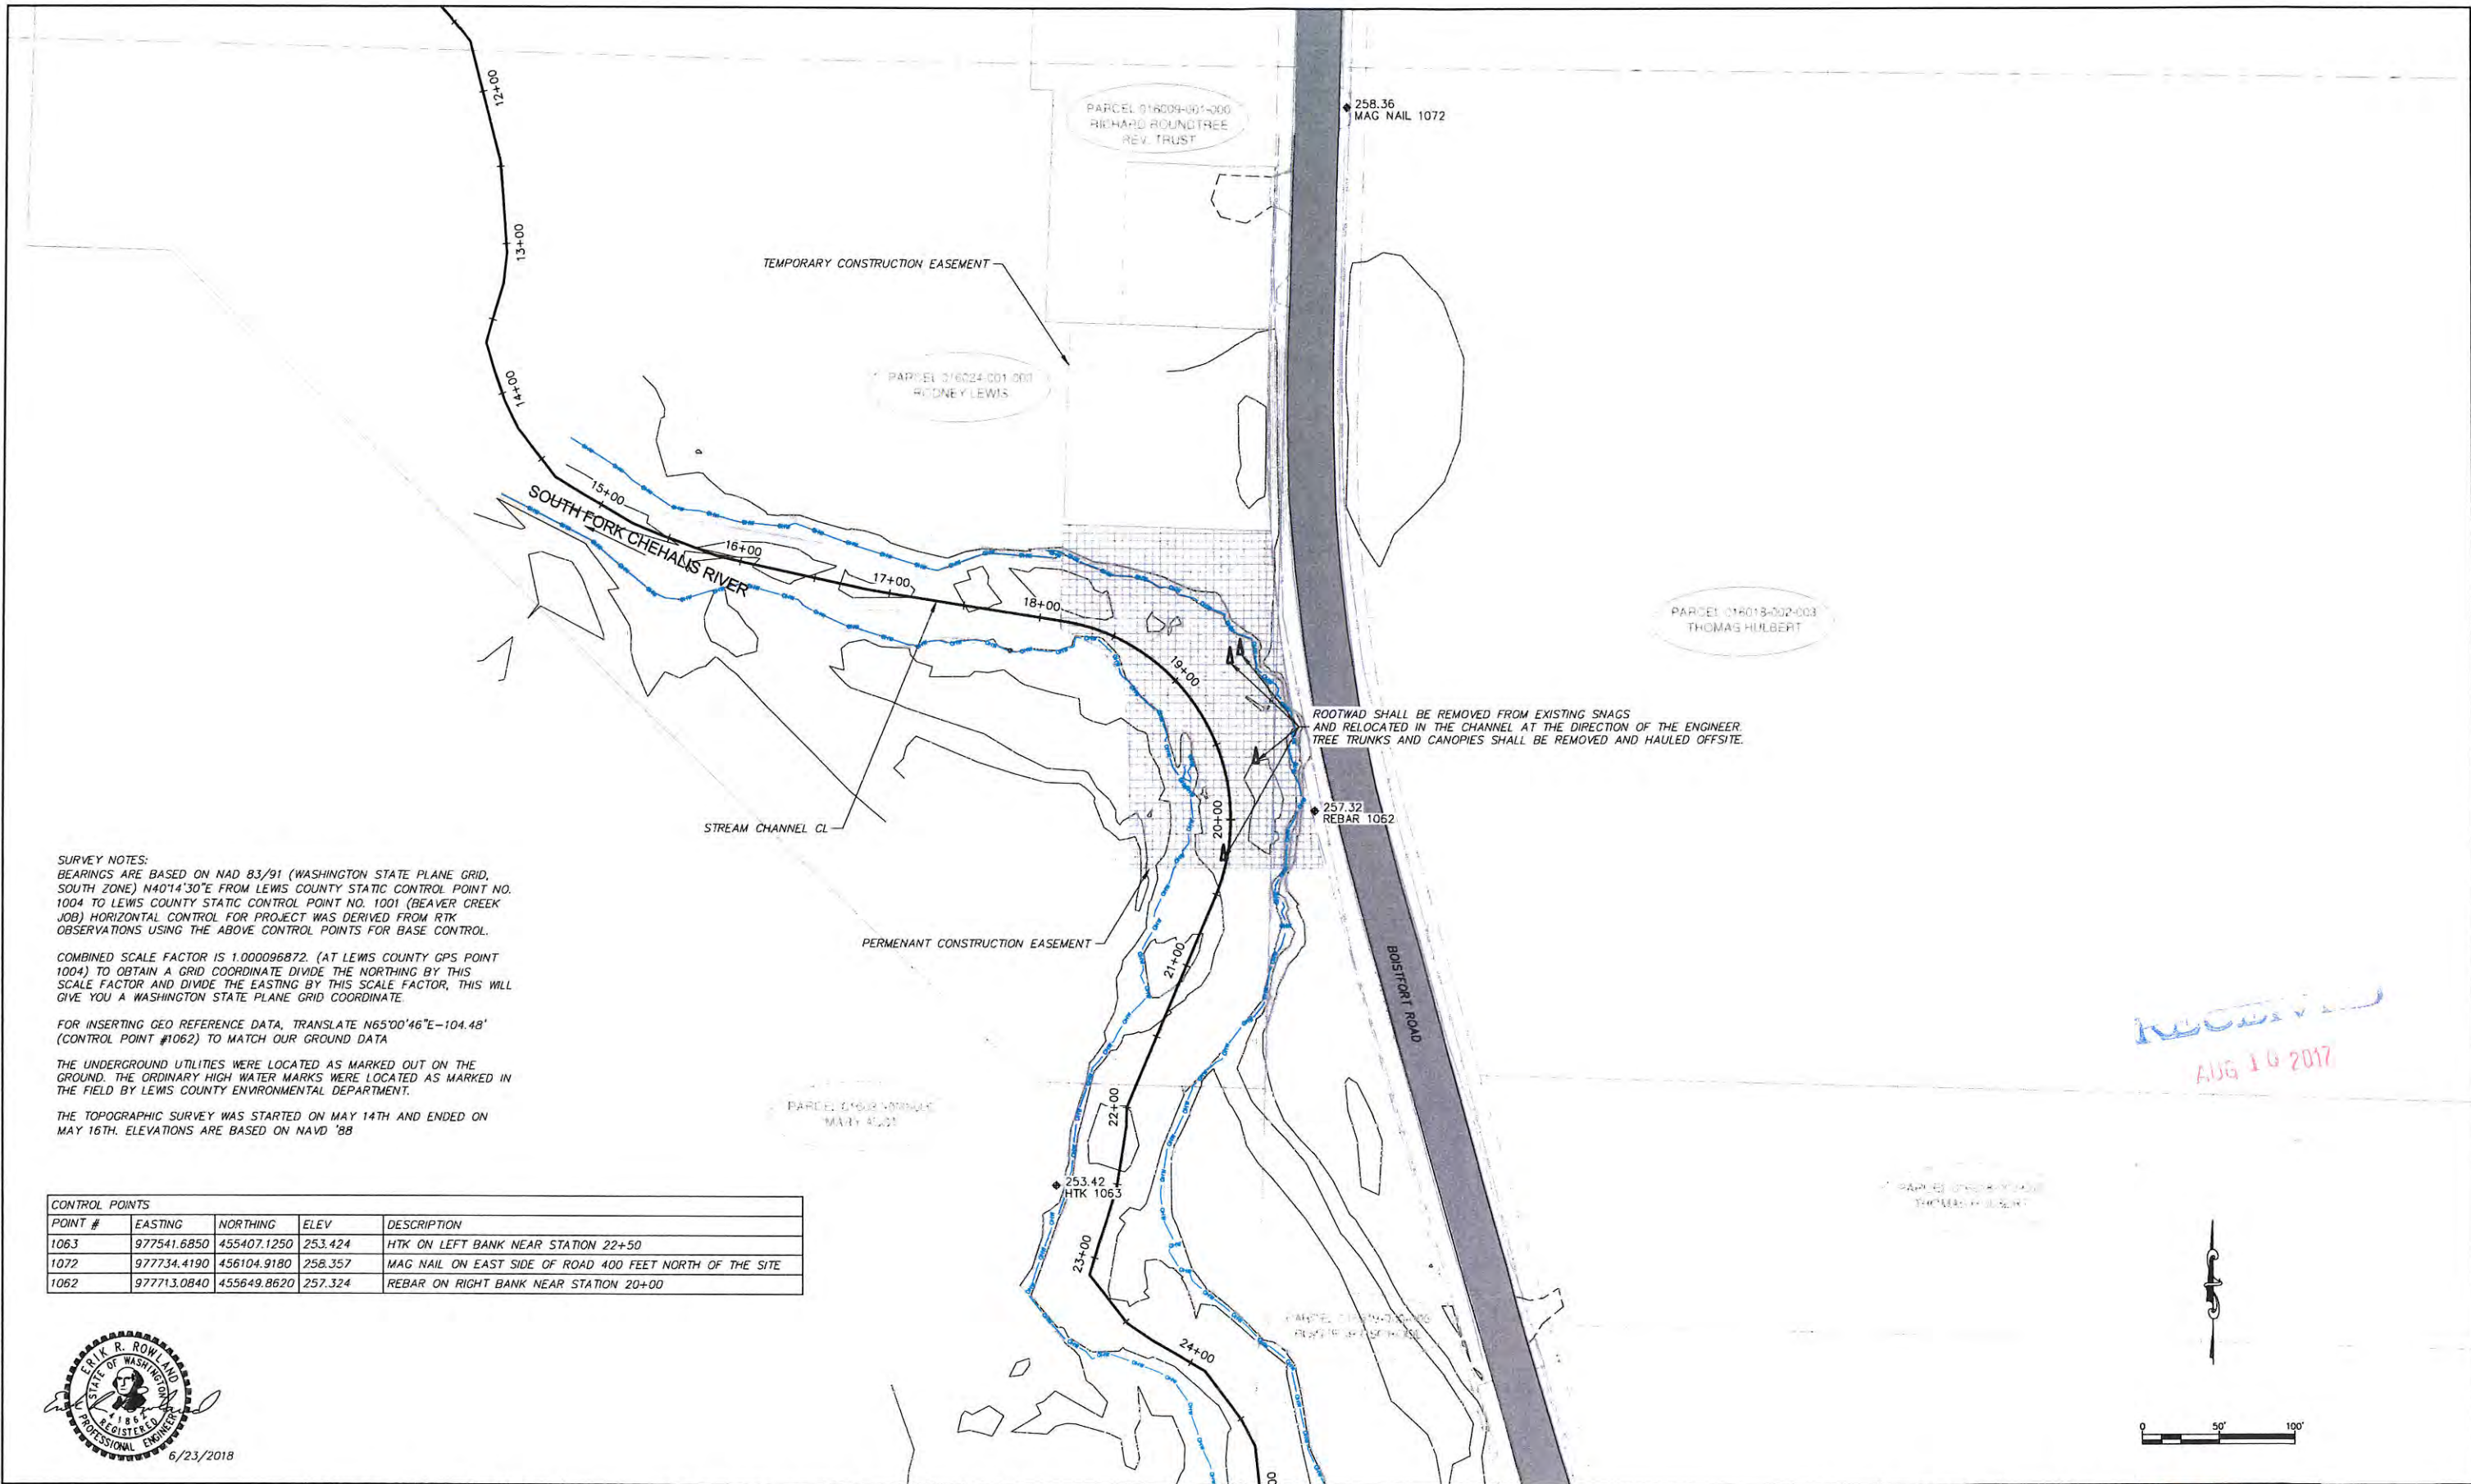 12+00
13+00
14+00
15+00
16+00
17+00
18+00
19+00
20+00
21+00
22+00
23+00
24+00
SOUTH FORK CHEHALIS RIVER
PARCEL 016009-001-000
RICHARD ROUNDTREE
REV. TRUST
258.36
MAG NAIL 1072
TEMPORARY CONSTRUCTION EASEMENT
PARCEL 016024-001-000
RODNEY LEWIS
PARCEL 016018-002-003
THOMAS HULBERT
ROOTWAD SHALL BE REMOVED FROM EXISTING SNAGS
AND RELOCATED IN THE CHANNEL AT THE DIRECTION OF THE ENGINEER.
TREE TRUNKS AND CANOPIES SHALL BE REMOVED AND HAULED OFFSITE.
257.32
REBAR 1062
STREAM CHANNEL CL
PERMENANT CONSTRUCTION EASEMENT
BOISTFORT ROAD
253.42
HTK 1063
PARCEL
MARY
PARCEL
THOMAS HULBERT
PARCEL
SURVEY NOTES:
BEARINGS ARE BASED ON NAD 83/91 (WASHINGTON STATE PLANE GRID,
SOUTH ZONE) N40°14'30"E FROM LEWIS COUNTY STATIC CONTROL POINT NO.
1004 TO LEWIS COUNTY STATIC CONTROL POINT NO. 1001 (BEAVER CREEK
JOB) HORIZONTAL CONTROL FOR PROJECT WAS DERIVED FROM RTK
OBSERVATIONS USING THE ABOVE CONTROL POINTS FOR BASE CONTROL.
COMBINED SCALE FACTOR IS 1.000096872. (AT LEWIS COUNTY GPS POINT
1004) TO OBTAIN A GRID COORDINATE DIVIDE THE NORTHING BY THIS
SCALE FACTOR AND DIVIDE THE EASTING BY THIS SCALE FACTOR, THIS WILL
GIVE YOU A WASHINGTON STATE PLANE GRID COORDINATE.
FOR INSERTING GEO REFERENCE DATA, TRANSLATE N65°00'46"E-104.48'
(CONTROL POINT #1062) TO MATCH OUR GROUND DATA
THE UNDERGROUND UTILITIES WERE LOCATED AS MARKED OUT ON THE
GROUND. THE ORDINARY HIGH WATER MARKS WERE LOCATED AS MARKED IN
THE FIELD BY LEWIS COUNTY ENVIRONMENTAL DEPARTMENT.
THE TOPOGRAPHIC SURVEY WAS STARTED ON MAY 14TH AND ENDED ON
MAY 16TH. ELEVATIONS ARE BASED ON NAVD '88
CONTROL POINTS
POINT # EASTING NORTHING ELEV DESCRIPTION
1063 977541.6850 455407.1250 253.424 HTK ON LEFT BANK NEAR STATION 22+50
1072 977734.4190 456104.9180 258.357 MAG NAIL ON EAST SIDE OF ROAD 400 FEET NORTH OF THE SITE
1062 977713.0840 455649.8620 257.324 REBAR ON RIGHT BANK NEAR STATION 20+00
ERIK R. ROWLAND
STATE OF WASHINGTON
41862
REGISTERED
PROFESSIONAL ENGINEER
6/23/2018
RECEIVED
AUG 10 2017
0 50' 100'